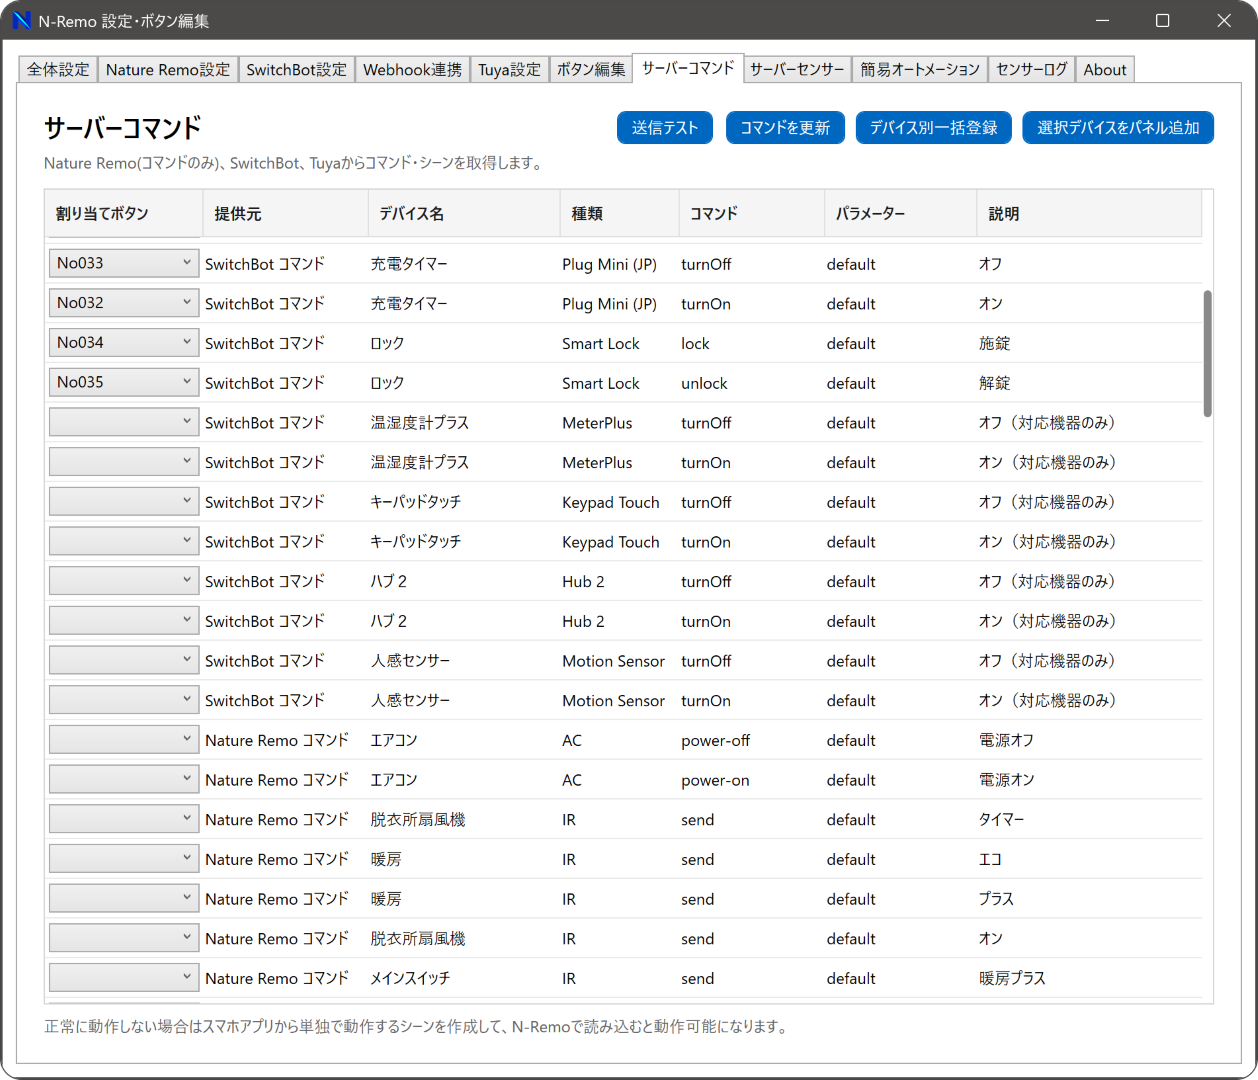 N-Remo 設定・ボタン編集
全体設定 Nature Remo設定 SwitchBot設定 Webhook連携 Tuya設定 ボタン編集 サーバーコマンド サーバーセンサー 簡易オートメーション センサーログ About
サーバーコマンド 送信テスト コマンドを更新 デバイス別一括登録 選択デバイスをパネル追加
Nature Remo(コマンドのみ)、SwitchBot、Tuyaからコマンド・シーンを取得します。
割り当てボタン 提供元 デバイス名 種類 コマンド パラメーター 説明
No033 SwitchBot コマンド 充電タイマー Plug Mini (JP) turnOff default オフ
No032 SwitchBot コマンド 充電タイマー Plug Mini (JP) turnOn default オン
No034 SwitchBot コマンド ロック Smart Lock lock default 施錠
No035 SwitchBot コマンド ロック Smart Lock unlock default 解錠
SwitchBot コマンド 温湿度計プラス MeterPlus turnOff default オフ（対応機器のみ）
SwitchBot コマンド 温湿度計プラス MeterPlus turnOn default オン（対応機器のみ）
SwitchBot コマンド キーパッドタッチ Keypad Touch turnOff default オフ（対応機器のみ）
SwitchBot コマンド キーパッドタッチ Keypad Touch turnOn default オン（対応機器のみ）
SwitchBot コマンド ハブ２ Hub 2 turnOff default オフ（対応機器のみ）
SwitchBot コマンド ハブ２ Hub 2 turnOn default オン（対応機器のみ）
SwitchBot コマンド 人感センサー Motion Sensor turnOff default オフ（対応機器のみ）
SwitchBot コマンド 人感センサー Motion Sensor turnOn default オン（対応機器のみ）
Nature Remo コマンド エアコン AC power-off default 電源オフ
Nature Remo コマンド エアコン AC power-on default 電源オン
Nature Remo コマンド 脱衣所扇風機 IR send default タイマー
Nature Remo コマンド 暖房 IR send default エコ
Nature Remo コマンド 暖房 IR send default プラス
Nature Remo コマンド 脱衣所扇風機 IR send default オン
Nature Remo コマンド メインスイッチ IR send default 暖房プラス
正常に動作しない場合はスマホアプリから単独で動作するシーンを作成して、N-Remoで読み込むと動作可能になります。